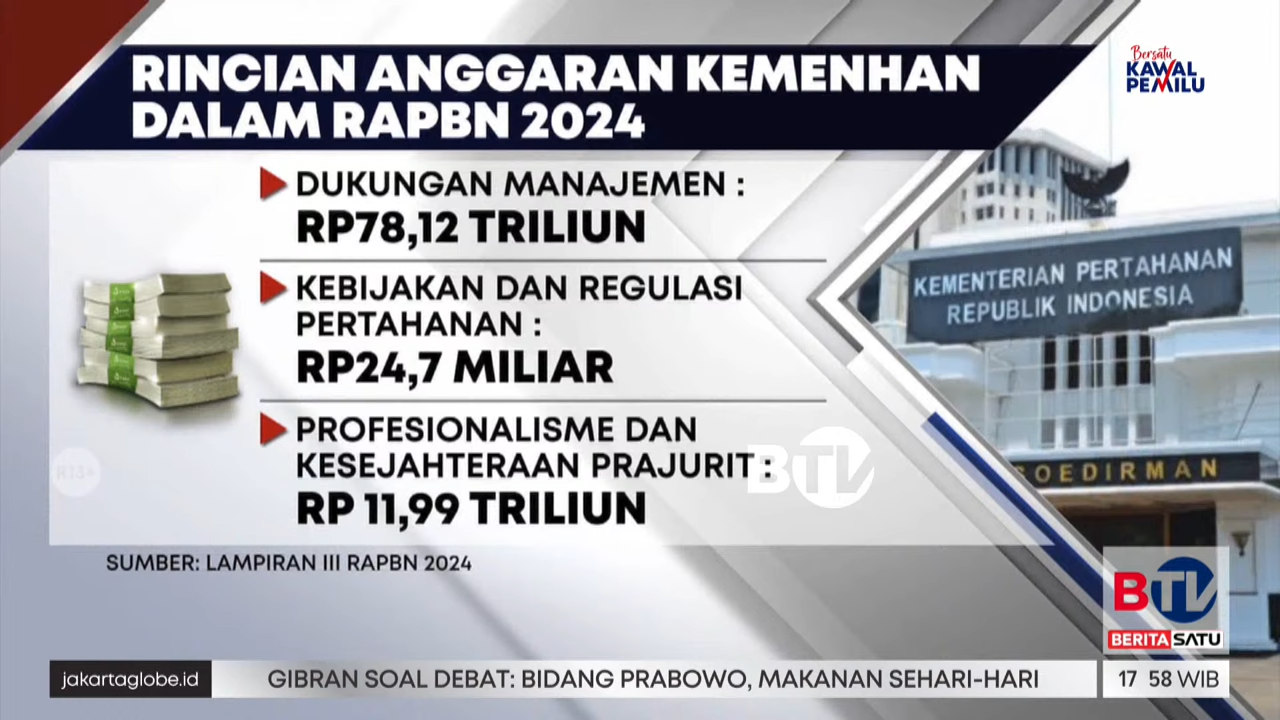 Bersatu
KAWAL
PEMILU
RINCIAN ANGGARAN KEMENHAN
DALAM RAPBN 2024
DUKUNGAN MANAJEMEN :
RP78,12 TRILIUN
KEBIJAKAN DAN REGULASI
PERTAHANAN :
RP24,7 MILIAR
PROFESIONALISME DAN
KESEJAHTERAAN PRAJURIT :
RP 11,99 TRILIUN
SUMBER: LAMPIRAN III RAPBN 2024
KEMENTERIAN PERTAHANAN
REPUBLIK INDONESIA
SOEDIRMAN
R13+
BTV
BTV
BERITA SATU
jakartaglobe.id
GIBRAN SOAL DEBAT: BIDANG PRABOWO, MAKANAN SEHARI-HARI
17 58 WIB